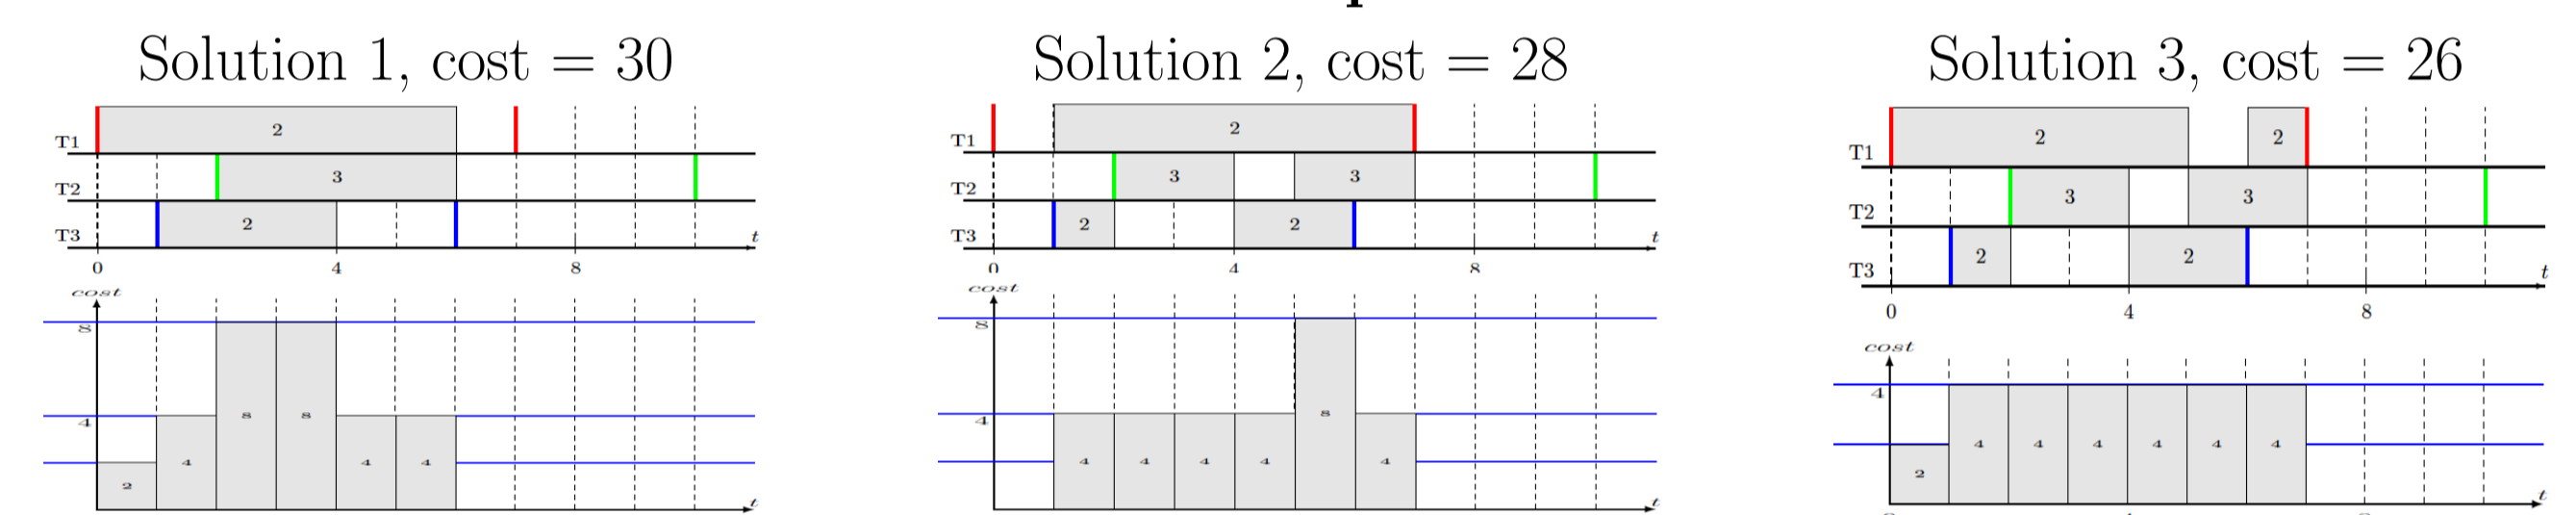 Solution 1, cost = 30
T1 2
T2 3
T3 2
t
0 4 8
cost
8
4
2 4 8 8 4 4
t
Solution 2, cost = 28
T1 2
T2 3 3
T3 2 2
t
0 4 8
cost
8
4
4 4 4 4 8 4
t
Solution 3, cost = 26
T1 2 2
T2 3 3
T3 2 2
t
0 4 8
cost
4
2 4 4 4 4 4 4
t